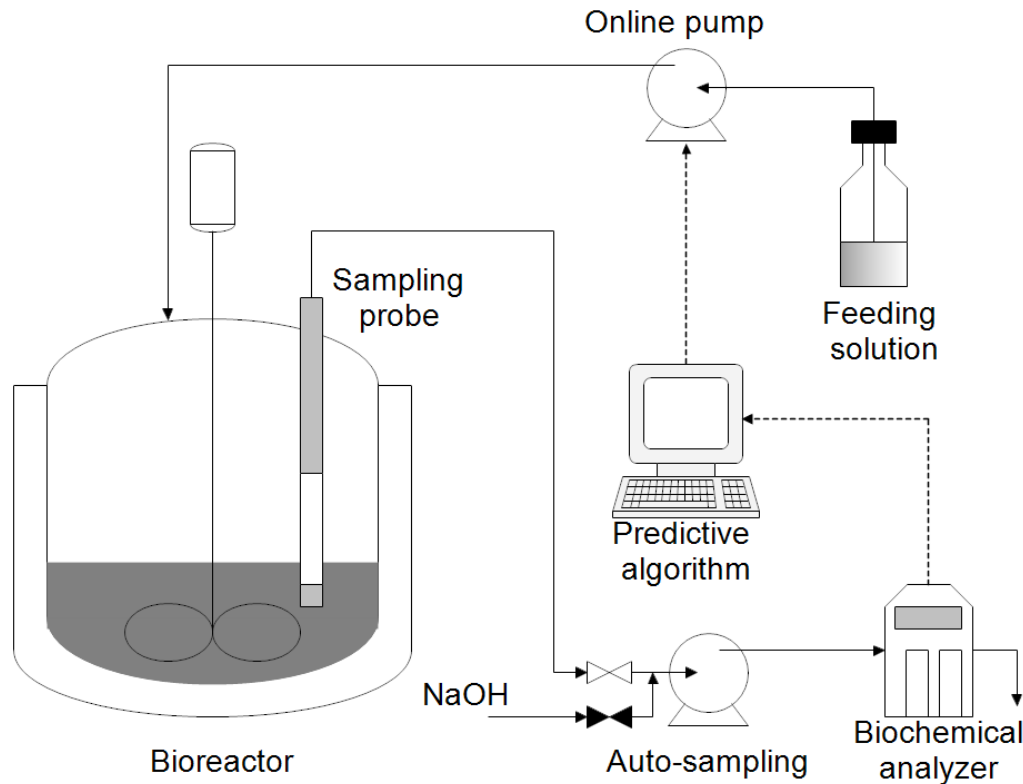 Online pump
Sampling
probe
Feeding
solution
Predictive
algorithm
NaOH
Bioreactor
Auto-sampling
Biochemical
analyzer